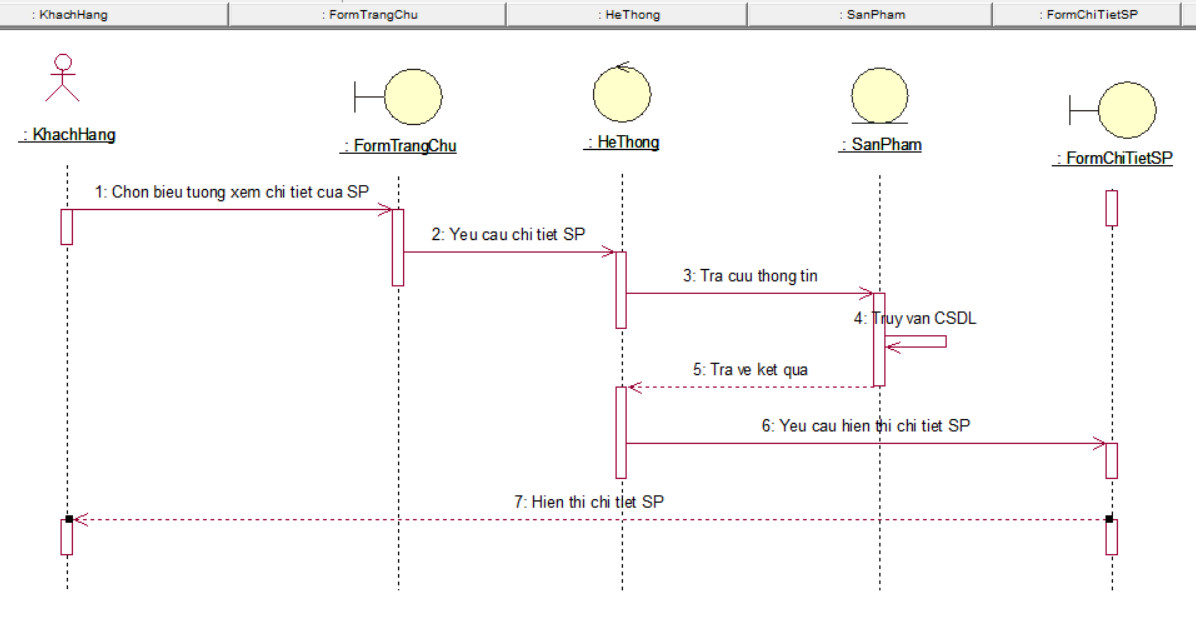 : KhachHang
: FormTrangChu
: HeThong
: SanPham
: FormChiTietSP
: KhachHang
: FormTrangChu
: HeThong
: SanPham
: FormChiTietSP
1: Chon bieu tuong xem chi tiet cua SP
2: Yeu cau chi tiet SP
3: Tra cuu thong tin
4: Truy van CSDL
5: Tra ve ket qua
6: Yeu cau hien thi chi tiet SP
7: Hien thi chi tiet SP